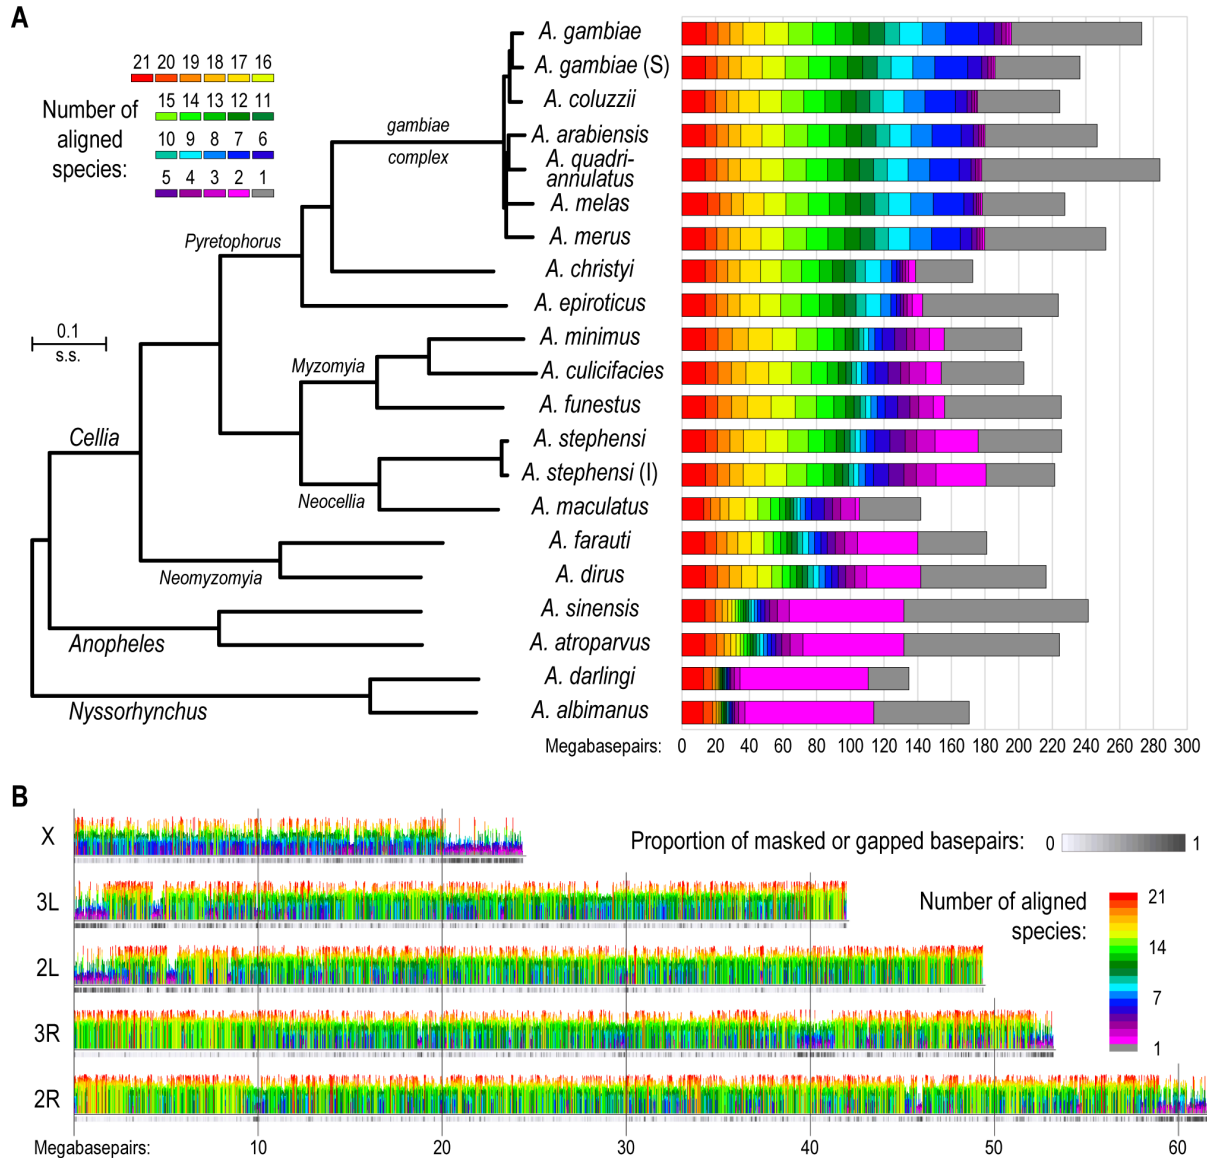 A
21 20 19 18 17 16
15 14 13 12 11
10 9 8 7 6
5 4 3 2 1
Number of
aligned
species:
0.1
s.s.
gambiae
complex
Pyretophorus
Myzomyia
Cellia
Neocellia
Neomyzomyia
Anopheles
Nyssorhynchus
A. gambiae
A. gambiae (S)
A. coluzzii
A. arabiensis
A. quadri-
annulatus
A. melas
A. merus
A. christyi
A. epiroticus
A. minimus
A. culicifacies
A. funestus
A. stephensi
A. stephensi (I)
A. maculatus
A. farauti
A. dirus
A. sinensis
A. atroparvus
A. darlingi
A. albimanus
Megabasepairs: 0 20 40 60 80 100 120 140 160 180 200 220 240 260 280 300
B
X
3L
2L
3R
2R
Proportion of masked or gapped basepairs: 0 1
Number of aligned
species:
21
14
7
1
Megabasepairs: 10 20 30 40 50 60